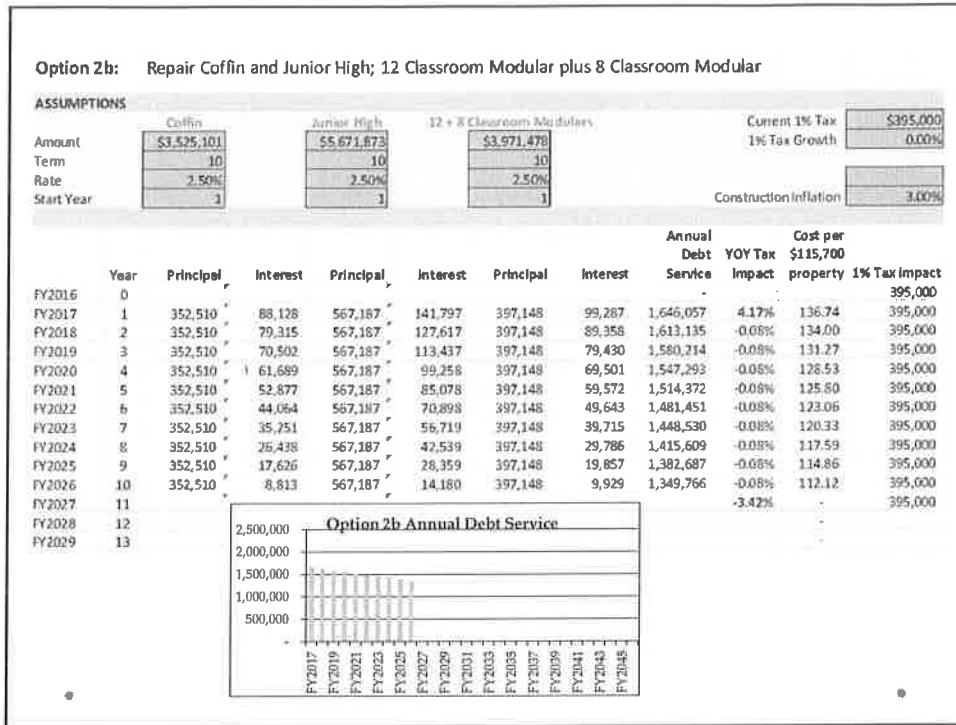 Option 2b: Repair Coffin and Junior High; 12 Classroom Modular plus 8 Classroom Modular
ASSUMPTIONS
Coffin Junior High 12 + 8 Classroom Modulars Current 1% Tax $395,000
Amount $3,525,101 $5,671,873 $3,971,478 1% Tax Growth 0.00%
Term 10 10 10
Rate 2.50% 2.50% 2.50%
Start Year 1 1 1 Construction Inflation 3.00%
Annual Cost per
Debt YOY Tax $115,700
Year Principal Interest Principal Interest Principal Interest Service Impact property 1% Tax Impact
FY2016 0 - - 395,000
FY2017 1 352,510 88,128 567,187 141,797 397,148 99,287 1,646,057 4.17% 136.74 395,000
FY2018 2 352,510 79,315 567,187 127,617 397,148 89,358 1,613,135 -0.08% 134.00 395,000
FY2019 3 352,510 70,502 567,187 113,437 397,148 79,430 1,580,214 -0.08% 131.27 395,000
FY2020 4 352,510 61,689 567,187 99,258 397,148 69,501 1,547,293 -0.08% 128.53 395,000
FY2021 5 352,510 52,877 567,187 85,078 397,148 59,572 1,514,372 -0.08% 125.80 395,000
FY2022 6 352,510 44,064 567,187 70,898 397,148 49,643 1,481,451 -0.08% 123.06 395,000
FY2023 7 352,510 35,251 567,187 56,719 397,148 39,715 1,448,530 -0.08% 120.33 395,000
FY2024 8 352,510 26,438 567,187 42,539 397,148 29,786 1,415,609 -0.08% 117.59 395,000
FY2025 9 352,510 17,626 567,187 28,359 397,148 19,857 1,382,687 -0.08% 114.86 395,000
FY2026 10 352,510 8,813 567,187 14,180 397,148 9,929 1,349,766 -0.08% 112.12 395,000
FY2027 11 -3.42% - 395,000
FY2028 12 -
FY2029 13 -
Option 2b Annual Debt Service
2,500,000
2,000,000
1,500,000
1,000,000
500,000
-
FY2017 FY2019 FY2021 FY2023 FY2025 FY2027 FY2029 FY2031 FY2033 FY2035 FY2037 FY2039 FY2041 FY2043 FY2045